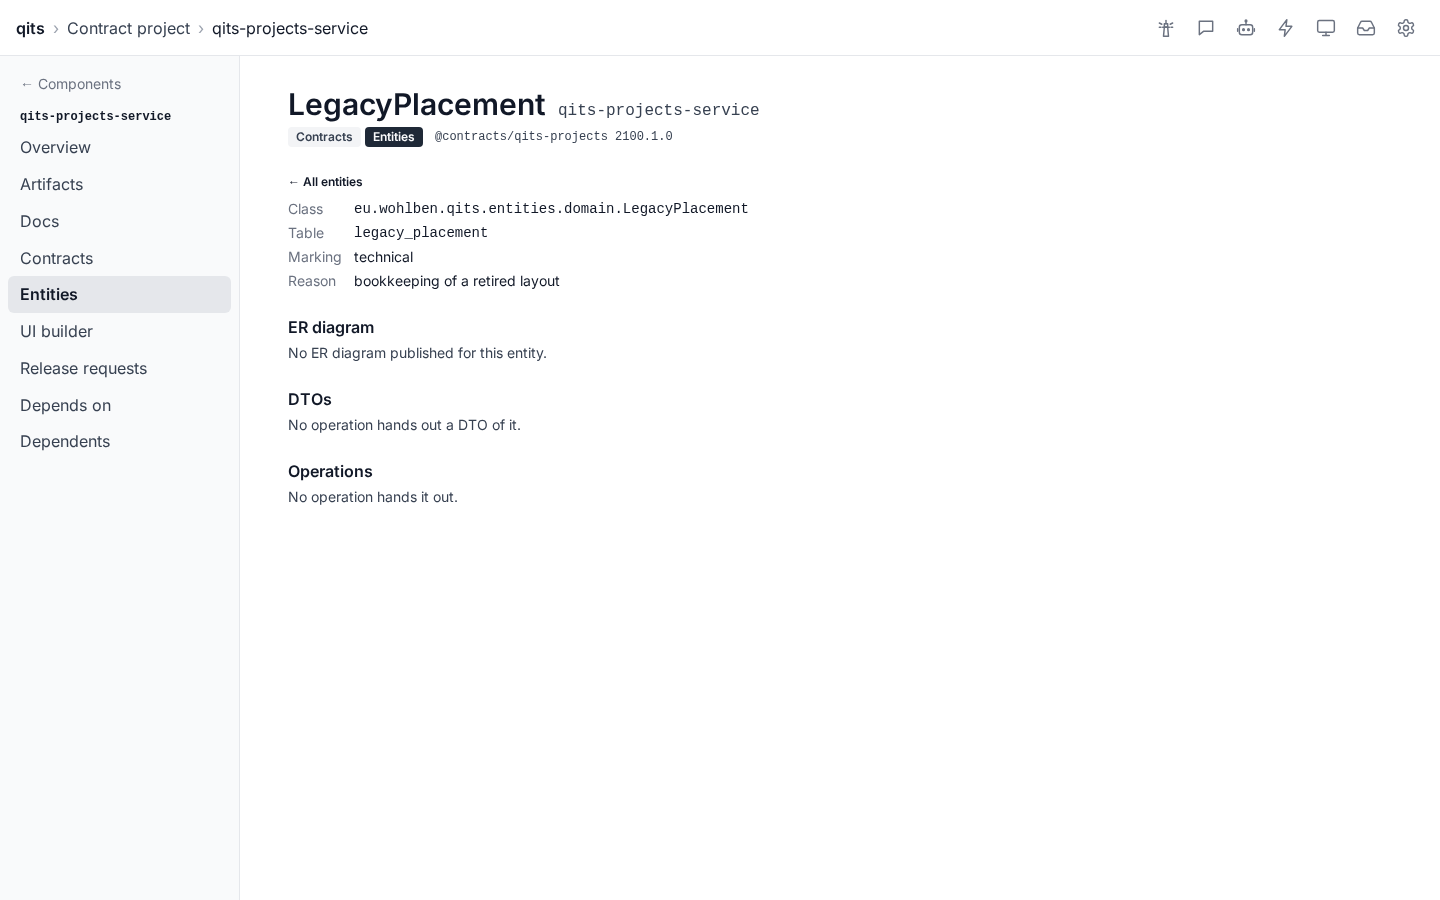 qits › Contract project › qits-projects-service
← Components
qits-projects-service
Overview
Artifacts
Docs
Contracts
Entities
UI builder
Release requests
Depends on
Dependents
LegacyPlacement qits-projects-service
Contracts Entities @contracts/qits-projects 2100.1.0
← All entities
Class eu.wohlben.qits.entities.domain.LegacyPlacement
Table legacy_placement
Marking technical
Reason bookkeeping of a retired layout
ER diagram
No ER diagram published for this entity.
DTOs
No operation hands out a DTO of it.
Operations
No operation hands it out.